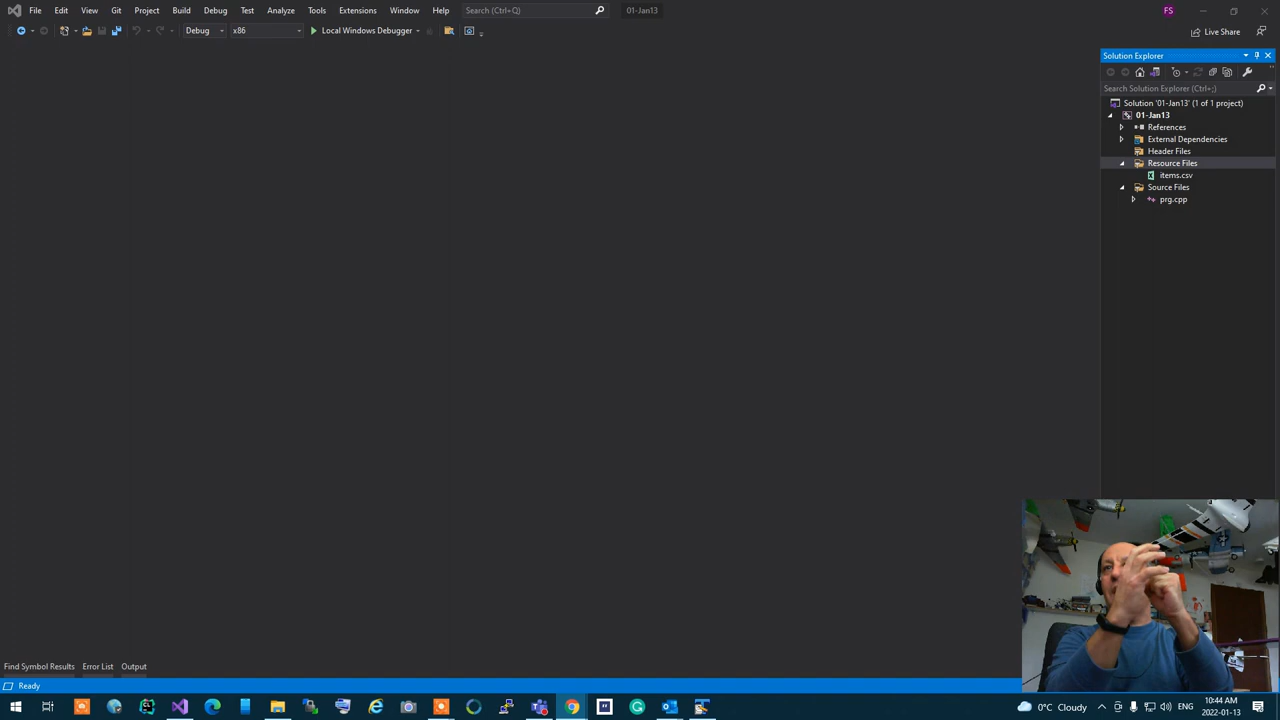 File Edit View Git Project Build Debug Test Analyze Tools Extensions Window Help Search (Ctrl+Q) 01-Jan13 FS
Debug x86 Local Windows Debugger Live Share
Solution Explorer
Search Solution Explorer (Ctrl+;)
Solution '01-Jan13' (1 of 1 project)
01-Jan13
References
External Dependencies
Header Files
Resource Files
items.csv
Source Files
prg.cpp
Find Symbol Results Error List Output
Ready
0°C Cloudy ENG 10:44 AM
2022-01-13